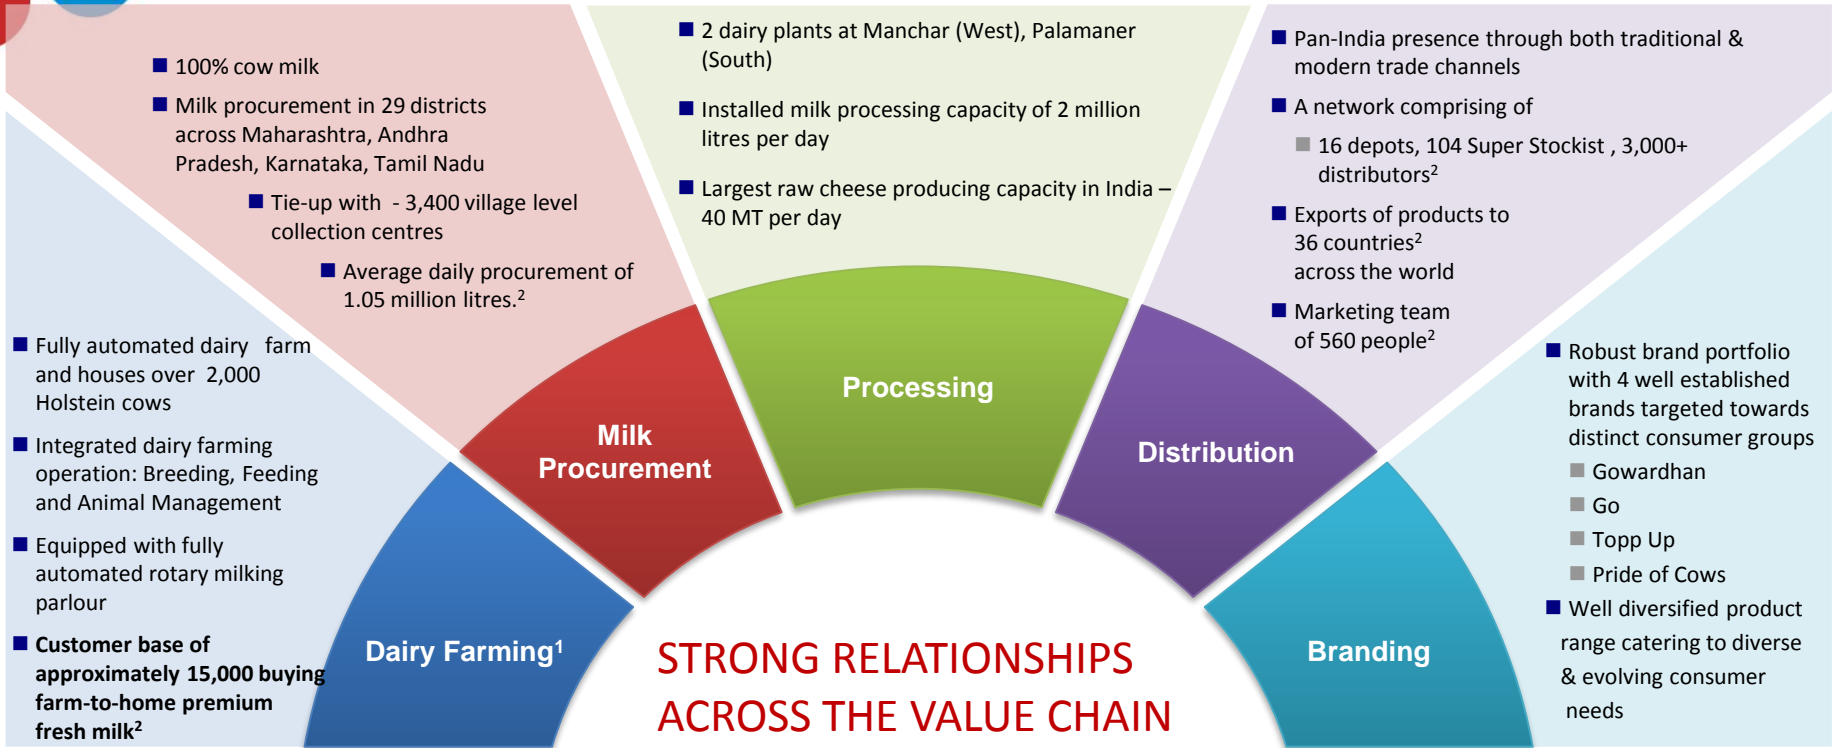 100% cow milk
Milk procurement in 29 districts
across Maharashtra, Andhra
Pradesh, Karnataka, Tamil Nadu
Tie-up with - 3,400 village level
collection centres
Average daily procurement of
1.05 million litres.²
2 dairy plants at Manchar (West), Palamaner
(South)
Installed milk processing capacity of 2 million
litres per day
Largest raw cheese producing capacity in India –
40 MT per day
Pan-India presence through both traditional &
modern trade channels
A network comprising of
16 depots, 104 Super Stockist , 3,000+
distributors²
Exports of products to
36 countries²
across the world
Marketing team
of 560 people²
Fully automated dairy farm
and houses over 2,000
Holstein cows
Integrated dairy farming
operation: Breeding, Feeding
and Animal Management
Equipped with fully
automated rotary milking
parlour
Customer base of
approximately 15,000 buying
farm-to-home premium
fresh milk²
Robust brand portfolio
with 4 well established
brands targeted towards
distinct consumer groups
Gowardhan
Go
Topp Up
Pride of Cows
Well diversified product
range catering to diverse
& evolving consumer
needs
Dairy Farming¹
Milk
Procurement
Processing
Distribution
Branding
STRONG RELATIONSHIPS
ACROSS THE VALUE CHAIN